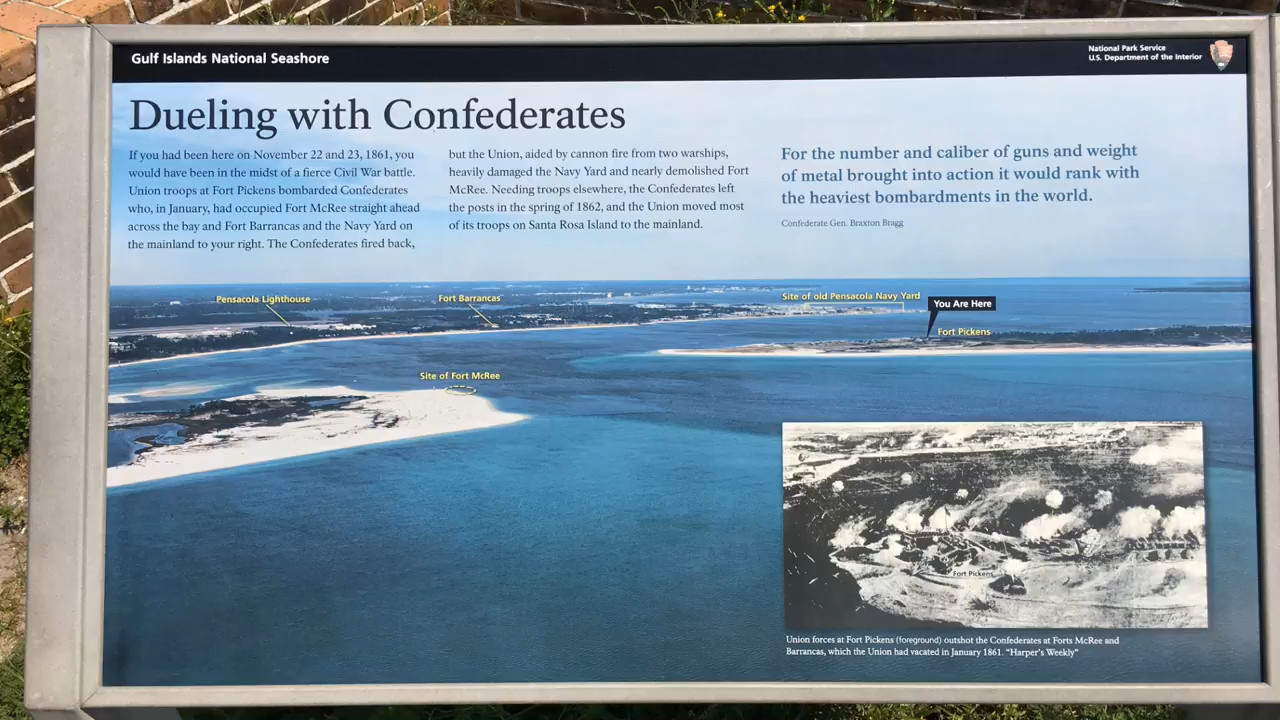 Gulf Islands National Seashore
National Park Service
U.S. Department of the Interior
Dueling with Confederates
If you had been here on November 22 and 23, 1861, you
would have been in the midst of a fierce Civil War battle.
Union troops at Fort Pickens bombarded Confederates
who, in January, had occupied Fort McRee straight ahead
across the bay and Fort Barrancas and the Navy Yard on
the mainland to your right. The Confederates fired back,
but the Union, aided by cannon fire from two warships,
heavily damaged the Navy Yard and nearly demolished Fort
McRee. Needing troops elsewhere, the Confederates left
the posts in the spring of 1862, and the Union moved most
of its troops on Santa Rosa Island to the mainland.
For the number and caliber of guns and weight
of metal brought into action it would rank with
the heaviest bombardments in the world.
Confederate Gen. Braxton Bragg
Pensacola Lighthouse
Fort Barrancas
Site of old Pensacola Navy Yard
You Are Here
Fort Pickens
Site of Fort McRee
Fort Pickens
Union forces at Fort Pickens (foreground) outshot the Confederates at Forts McRee and
Barrancas, which the Union had vacated in January 1861. "Harper's Weekly"